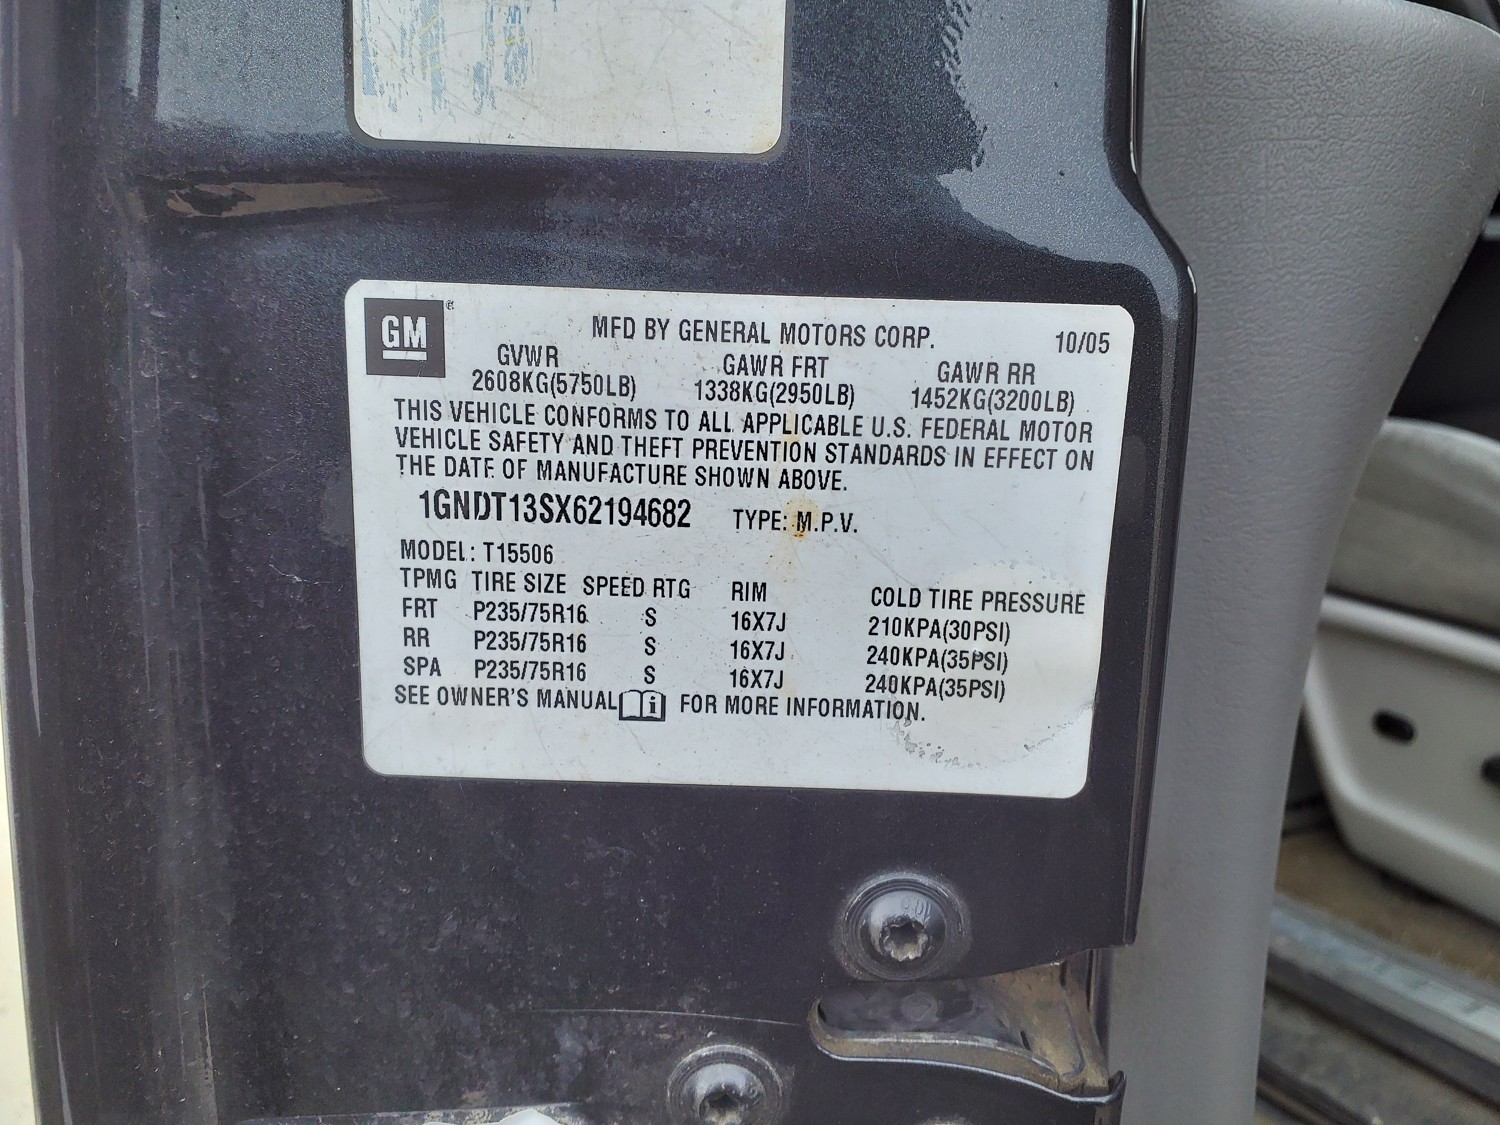 GM®
MFD BY GENERAL MOTORS CORP. 10/05
GVWR GAWR FRT GAWR RR
2608KG(5750LB) 1338KG(2950LB) 1452KG(3200LB)
THIS VEHICLE CONFORMS TO ALL APPLICABLE U.S. FEDERAL MOTOR
VEHICLE SAFETY AND THEFT PREVENTION STANDARDS IN EFFECT ON
THE DATE OF MANUFACTURE SHOWN ABOVE.
1GNDT13SX62194682 TYPE: M.P.V.
MODEL: T15506
TPMG TIRE SIZE SPEED RTG RIM COLD TIRE PRESSURE
FRT P235/75R16 S 16X7J 210KPA(30PSI)
RR P235/75R16 S 16X7J 240KPA(35PSI)
SPA P235/75R16 S 16X7J 240KPA(35PSI)
SEE OWNER'S MANUAL FOR MORE INFORMATION.